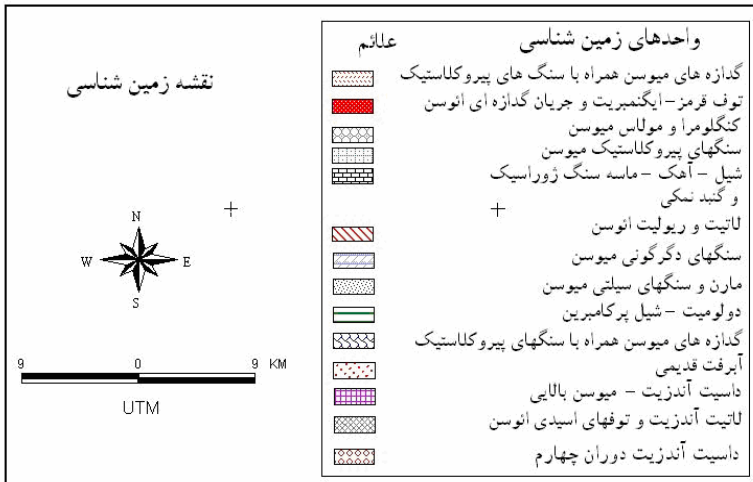 نقشه زمین شناسی
N
W E
S
9 0 9 KM
UTM
علائم واحدهای زمین شناسی
گدازه های میوسن همراه با سنگ های پیروکلاستیک
توف قرمز-ایگنمبریت و جریان گدازه ای ائوسن
کنگلومرا و مولاس میوسن
سنگهای پیروکلاستیک میوسن
شیل - آهک - ماسه سنگ ژوراسیک
و گنبد نمکی
لاتیت و ریولیت ائوسن
سنگهای دگرگونی میوسن
مارن و سنگهای سیلتی میوسن
دولومیت - شیل پرکامبرین
گدازه های میوسن همراه با سنگهای پیروکلاستیک
آبرفت قدیمی
داسیت آندزیت - میوسن بالایی
لاتیت آندزیت و توفهای اسیدی ائوسن
داسیت آندزیت دوران چهارم